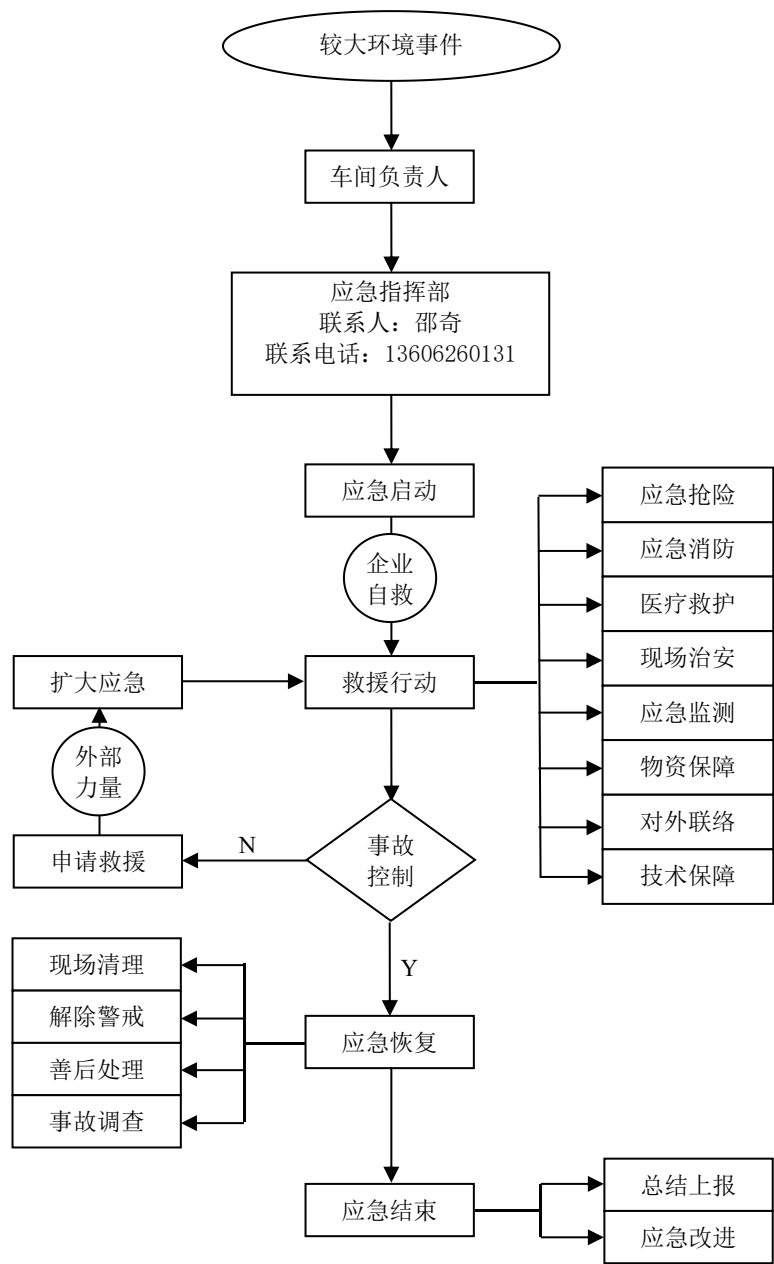 较大环境事件
车间负责人
应急指挥部
联系人：邵奇
联系电话：13606260131
应急启动
企业
自救
救援行动
应急抢险
应急消防
医疗救护
现场治安
应急监测
物资保障
对外联络
技术保障
扩大应急
外部
力量
申请救援
N
事故
控制
Y
现场清理
解除警戒
善后处理
事故调查
应急恢复
应急结束
总结上报
应急改进